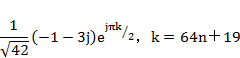 1/√42 (−1 − 3j)e^{jπk/2}, k = 64n + 19